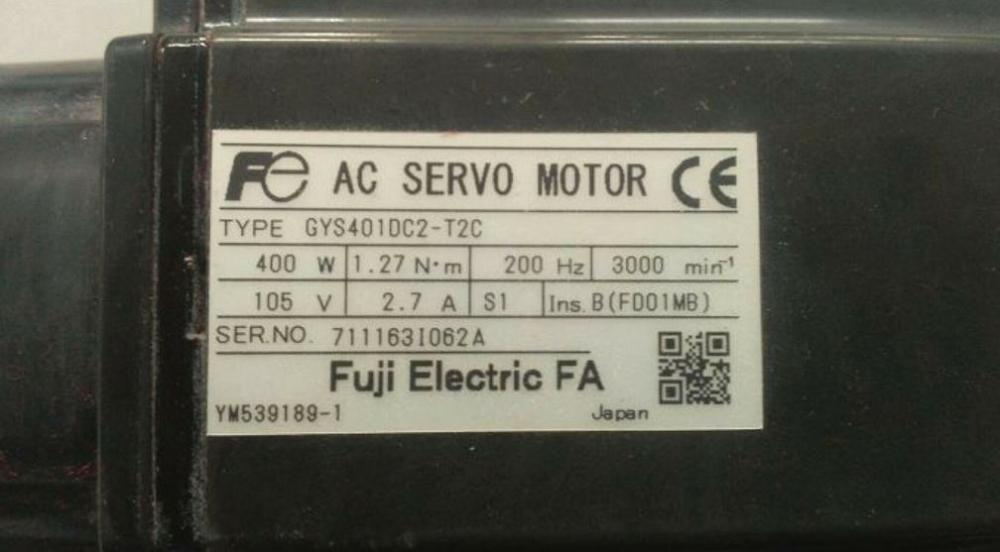 Fe AC SERVO MOTOR CE
TYPE GYS401DC2-T2C
400 W 1.27 N·m 200 Hz 3000 min⁻¹
105 V 2.7 A S1 Ins. B(FD01MB)
SER.NO. 711163I062A
Fuji Electric FA
YM539189-1 Japan